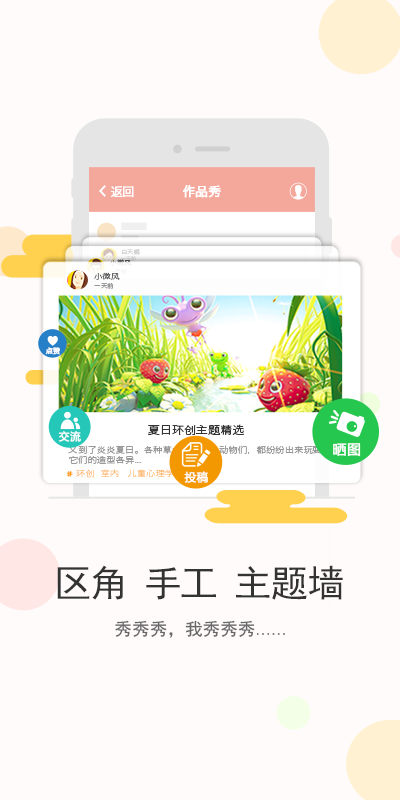 返回 作品秀
小微风
一天前
点赞
夏日环创主题精选
交流
又到了炎炎夏日。各种草
动物们，都纷纷出来玩
它们的造型各异...
晒图
投稿
# 环创 室内 儿童心理学
区角 手工 主题墙
秀秀秀，我秀秀秀......